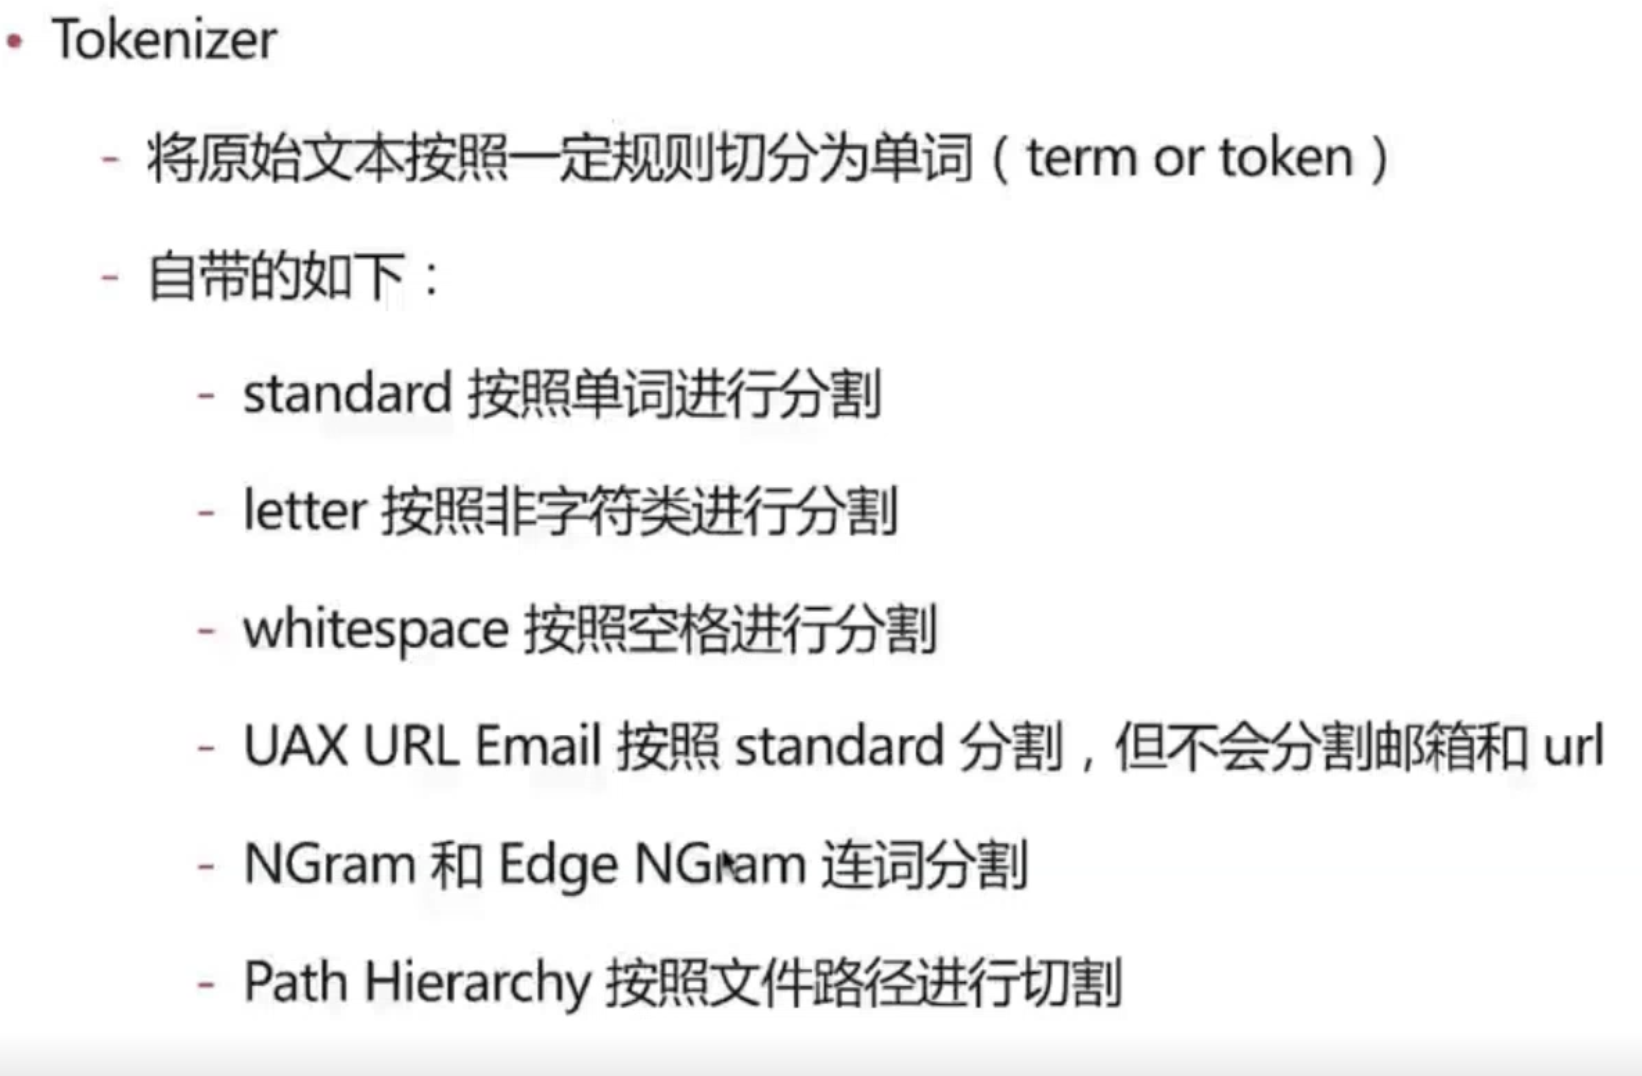 • Tokenizer
- 将原始文本按照一定规则切分为单词（term or token）
- 自带的如下：
- standard 按照单词进行分割
- letter 按照非字符类进行分割
- whitespace 按照空格进行分割
- UAX URL Email 按照 standard 分割，但不会分割邮箱和 url
- NGram 和 Edge NGram 连词分割
- Path Hierarchy 按照文件路径进行切割